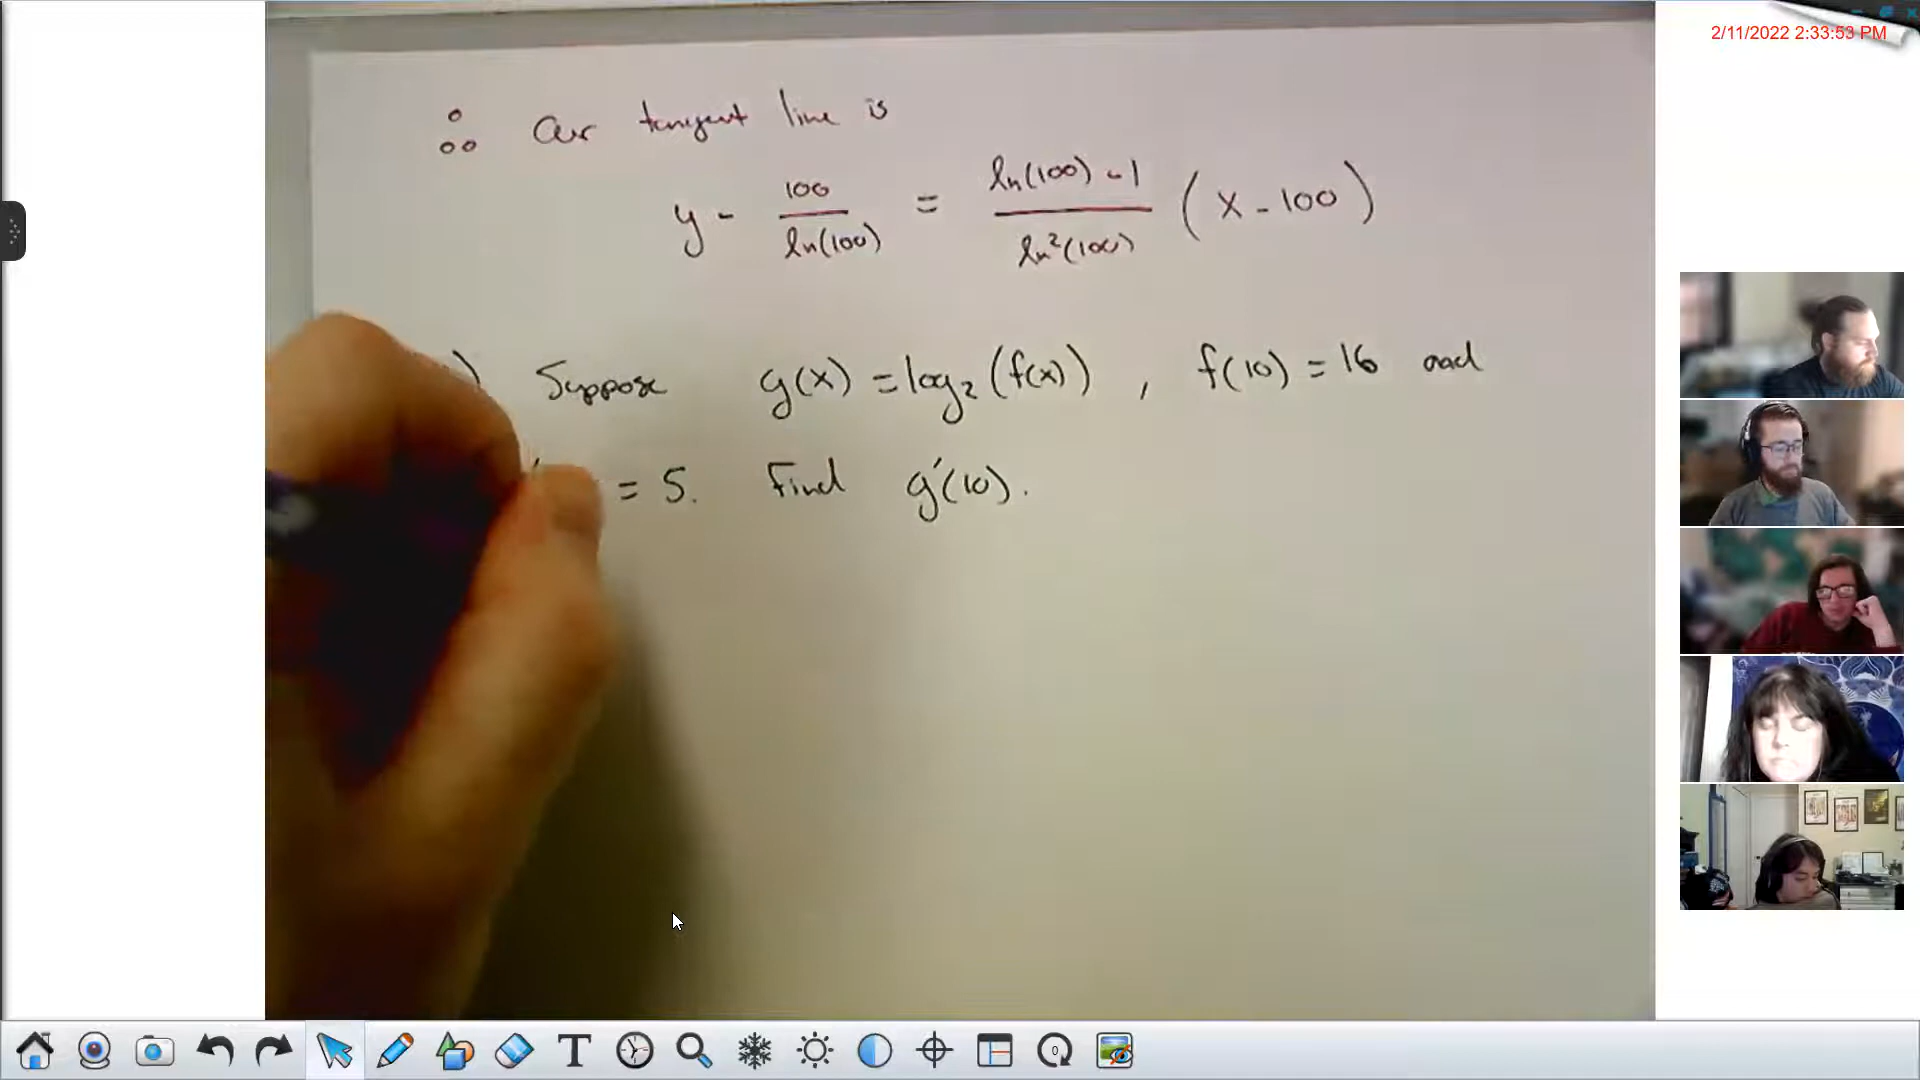 2/11/2022 2:33:53 PM
∴ Our tangent line is
y - 100/ln(100) = (ln(100) - 1)/ln²(100) (x - 100)
) Suppose g(x) = log₂(f(x)) , f(10) = 16 and
= 5. Find g'(10).
T
0